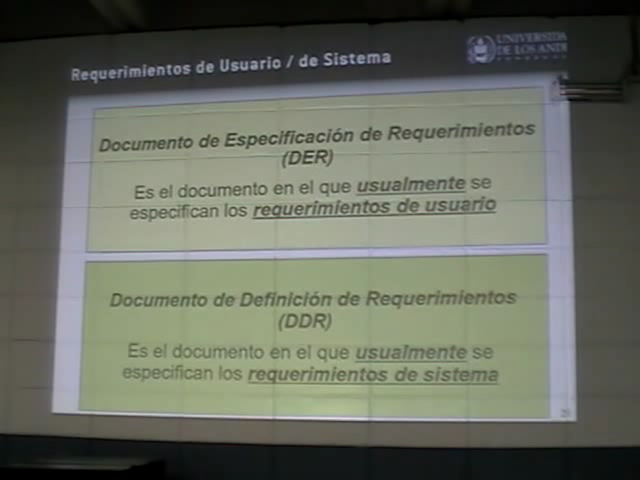 Requerimientos de Usuario / de Sistema
UNIVERSIDAD
DE LOS ANDES
Documento de Especificación de Requerimientos
(DER)
Es el documento en el que usualmente se
especifican los requerimientos de usuario
Documento de Definición de Requerimientos
(DDR)
Es el documento en el que usualmente se
especifican los requerimientos de sistema